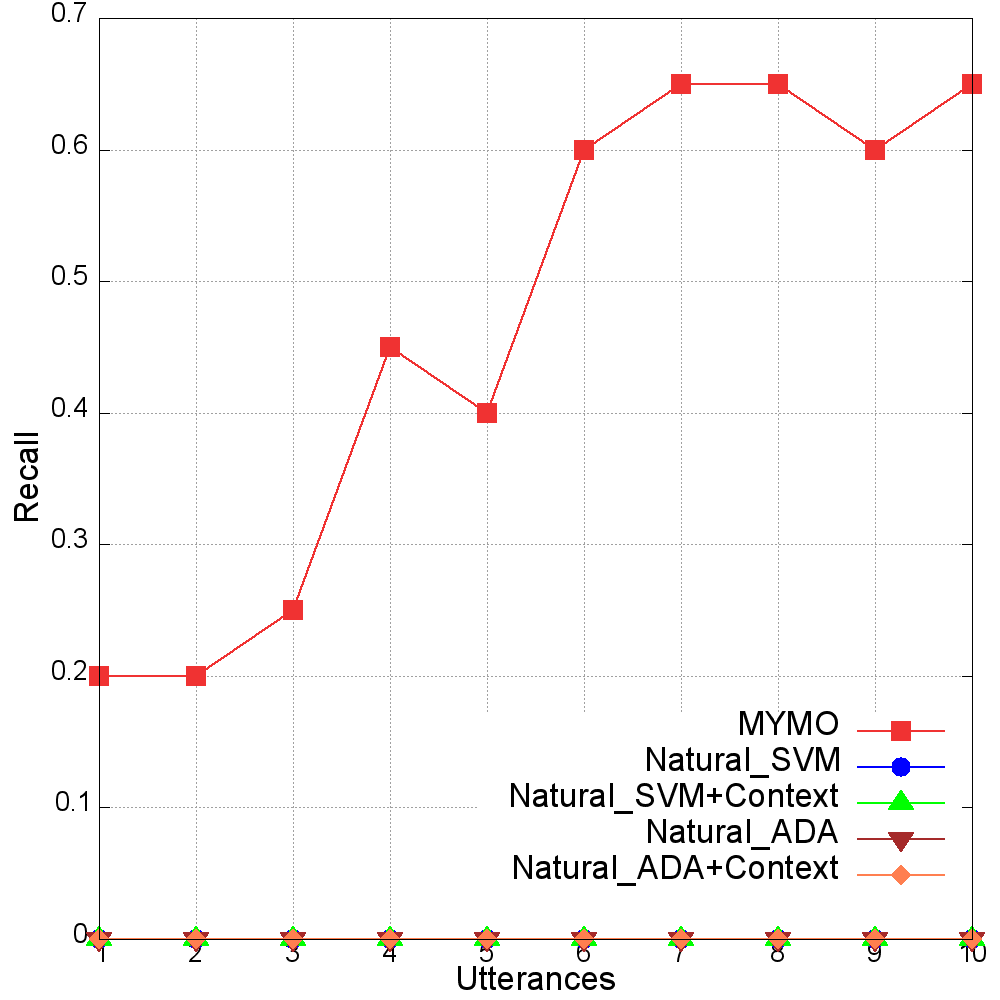 0.7
0.6
0.5
0.4
0.3
0.2
0.1
0
Recall
MYMO
Natural_SVM
Natural_SVM+Context
Natural_ADA
Natural_ADA+Context
1 2 3 4 5 6 7 8 9 10
Utterances